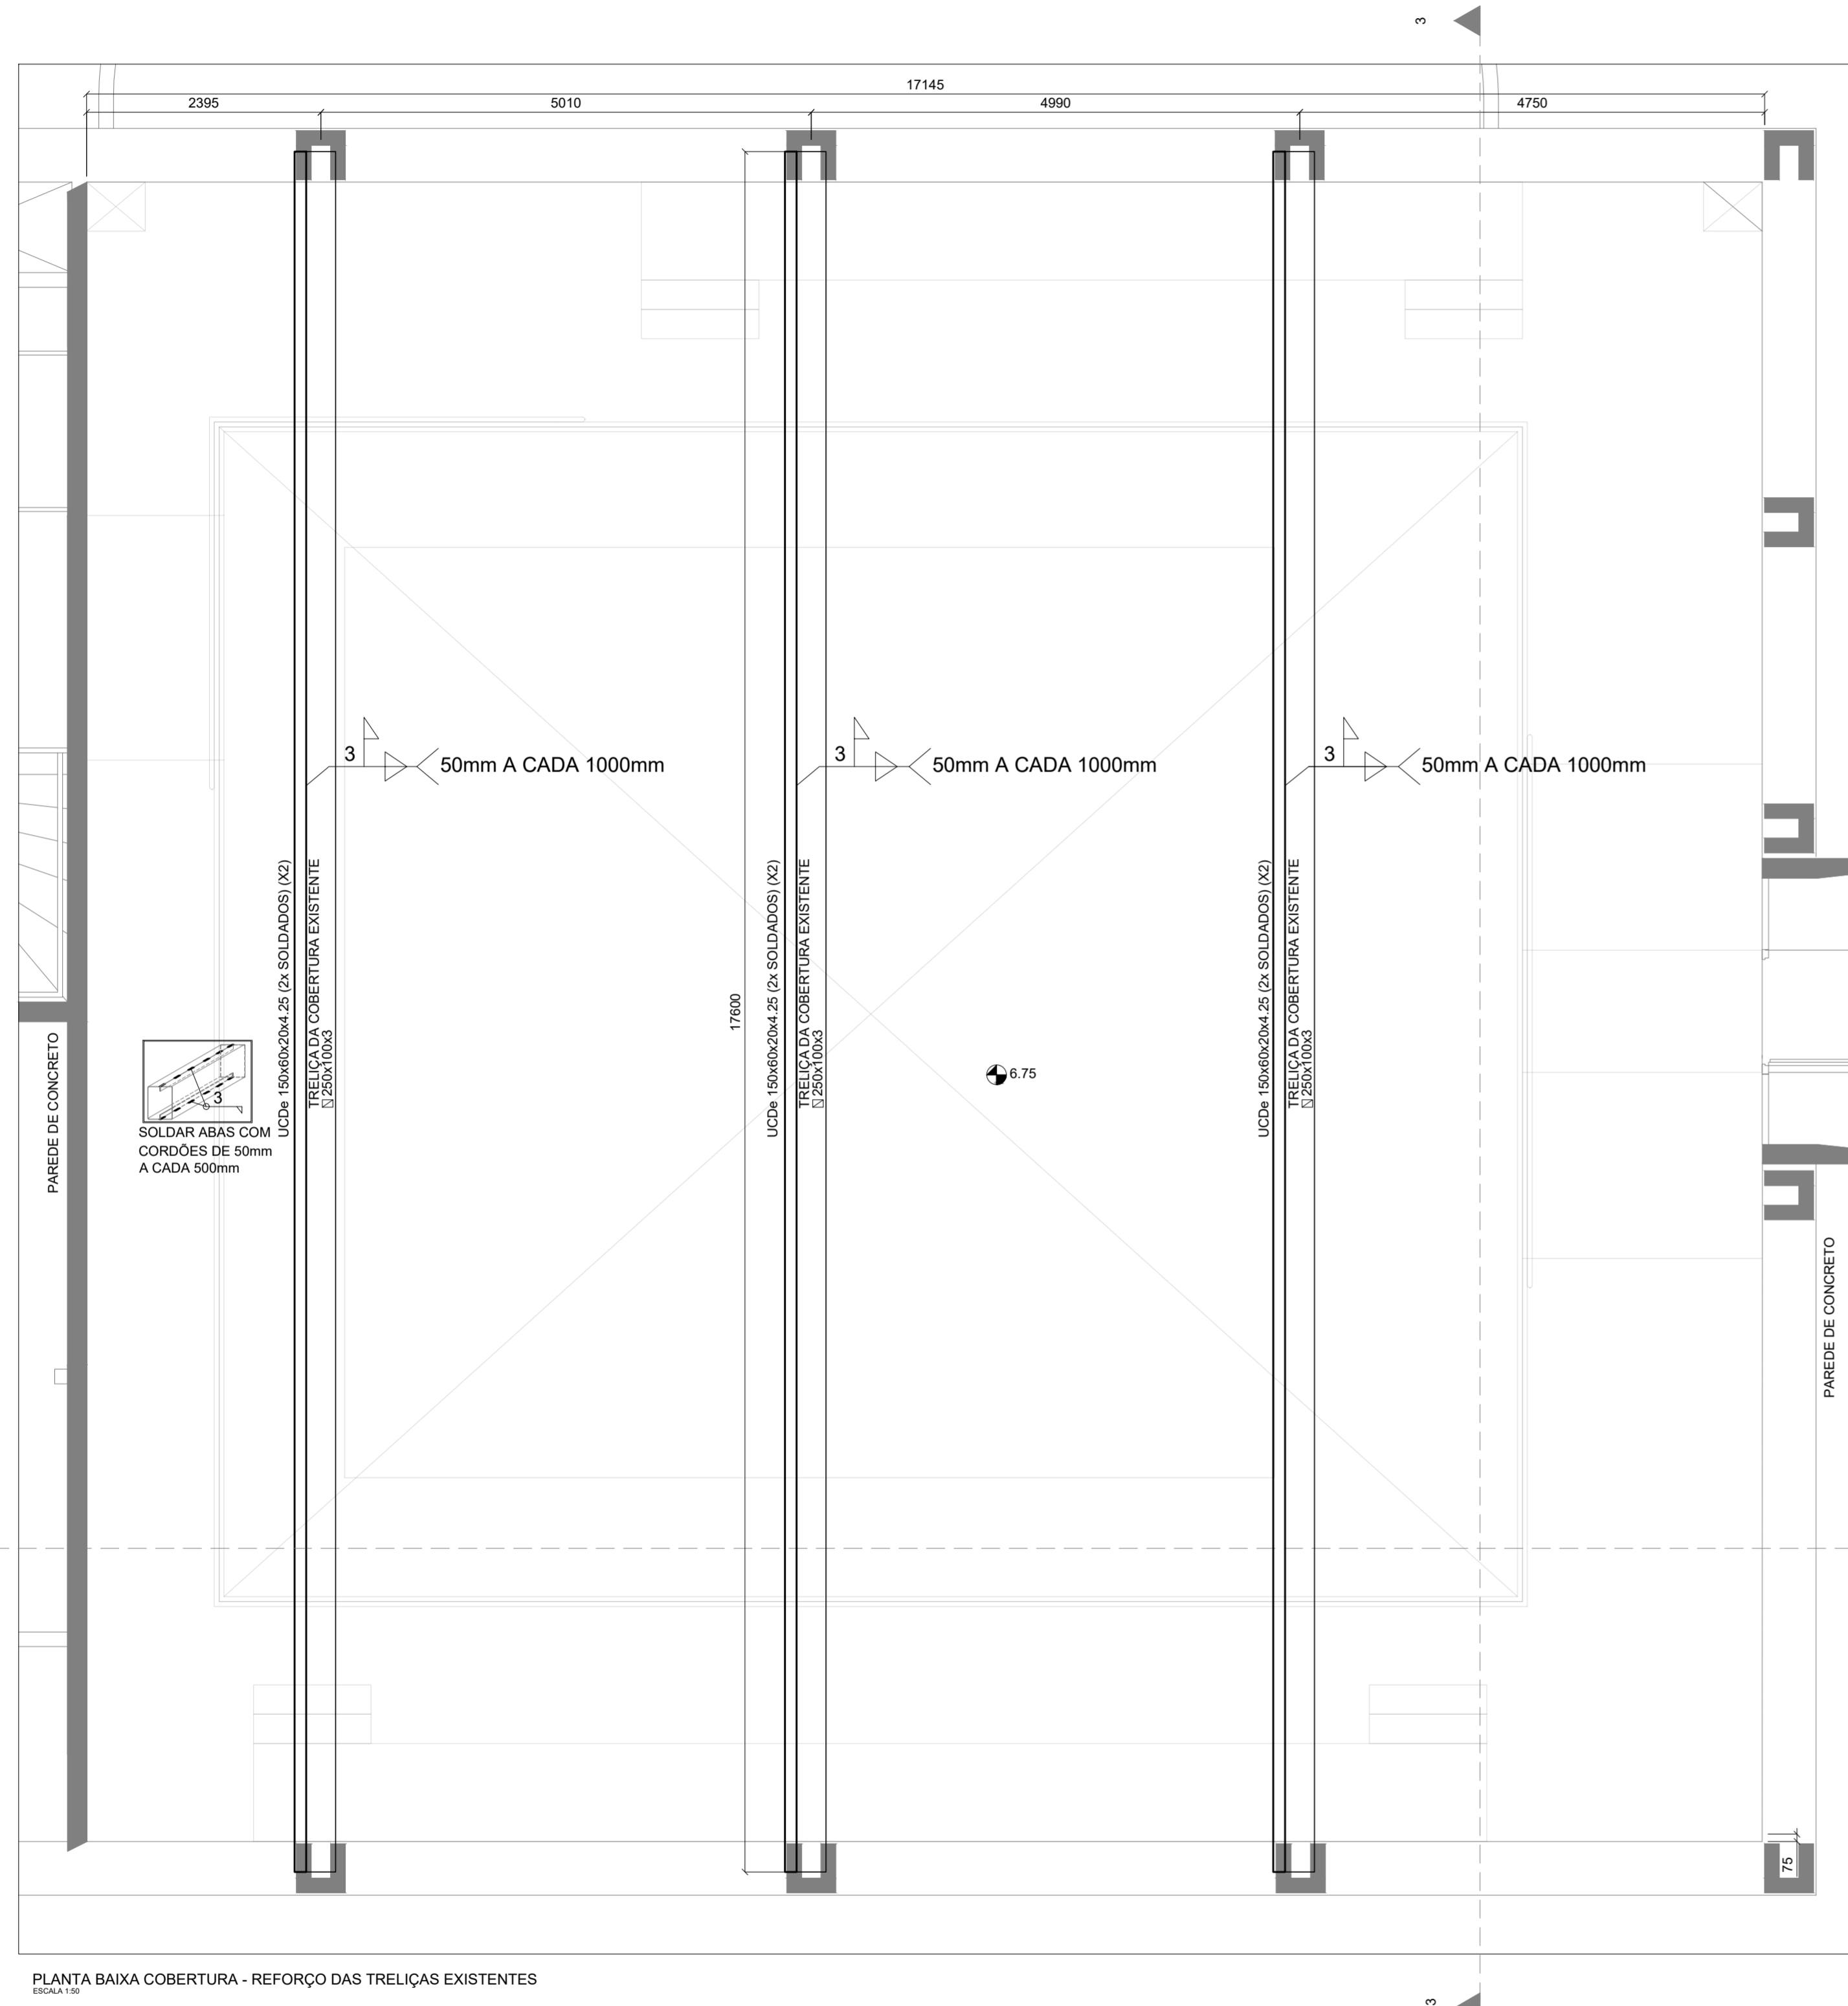 3
17145
2395
5010
4990
4750
3
50mm A CADA 1000mm
3
50mm A CADA 1000mm
3
50mm A CADA 1000mm
UCDe 150x60x20x4.25 (2x SOLDADOS) (X2)
TRELIÇA DA COBERTURA EXISTENTE
250x100x3
17600
UCDe 150x60x20x4.25 (2x SOLDADOS) (X2)
TRELIÇA DA COBERTURA EXISTENTE
250x100x3
UCDe 150x60x20x4.25 (2x SOLDADOS) (X2)
TRELIÇA DA COBERTURA EXISTENTE
250x100x3
6.75
PAREDE DE CONCRETO
3
SOLDAR ABAS COM
CORDÕES DE 50mm
A CADA 500mm
PAREDE DE CONCRETO
75
PLANTA BAIXA COBERTURA - REFORÇO DAS TRELIÇAS EXISTENTES
ESCALA 1:50
3